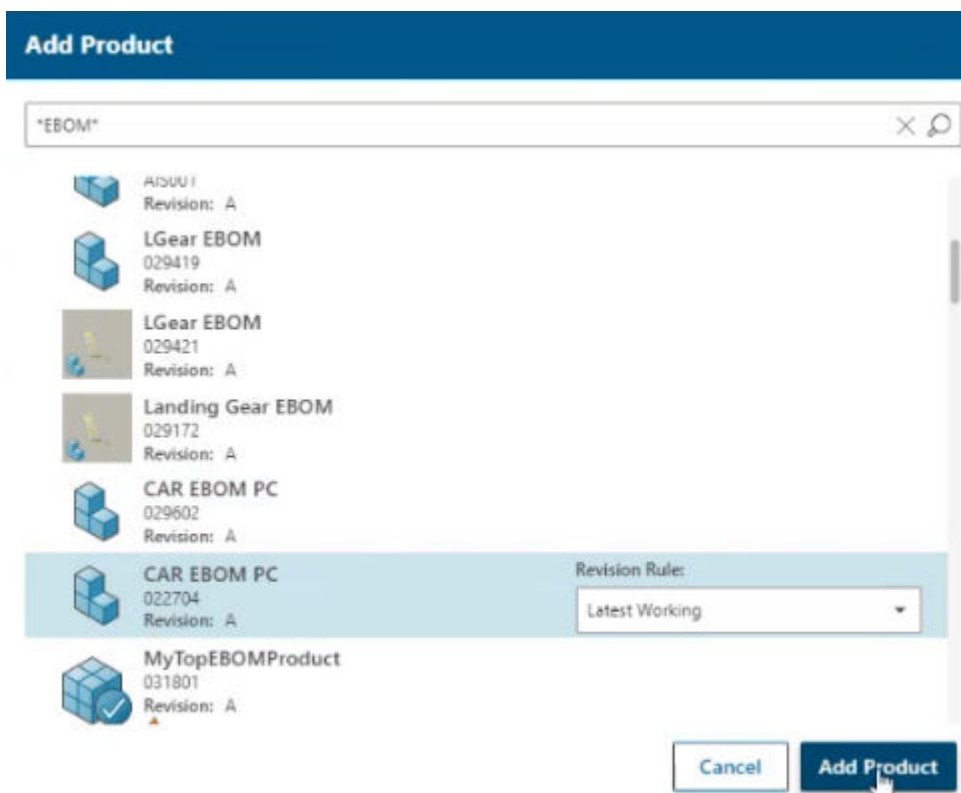 Add Product
*EBOM*
AIS001
Revision: A
LGear EBOM
029419
Revision: A
LGear EBOM
029421
Revision: A
Landing Gear EBOM
029172
Revision: A
CAR EBOM PC
029602
Revision: A
CAR EBOM PC
022704
Revision: A
Revision Rule:
Latest Working
MyTopEBOMProduct
031801
Revision: A
Cancel
Add Product